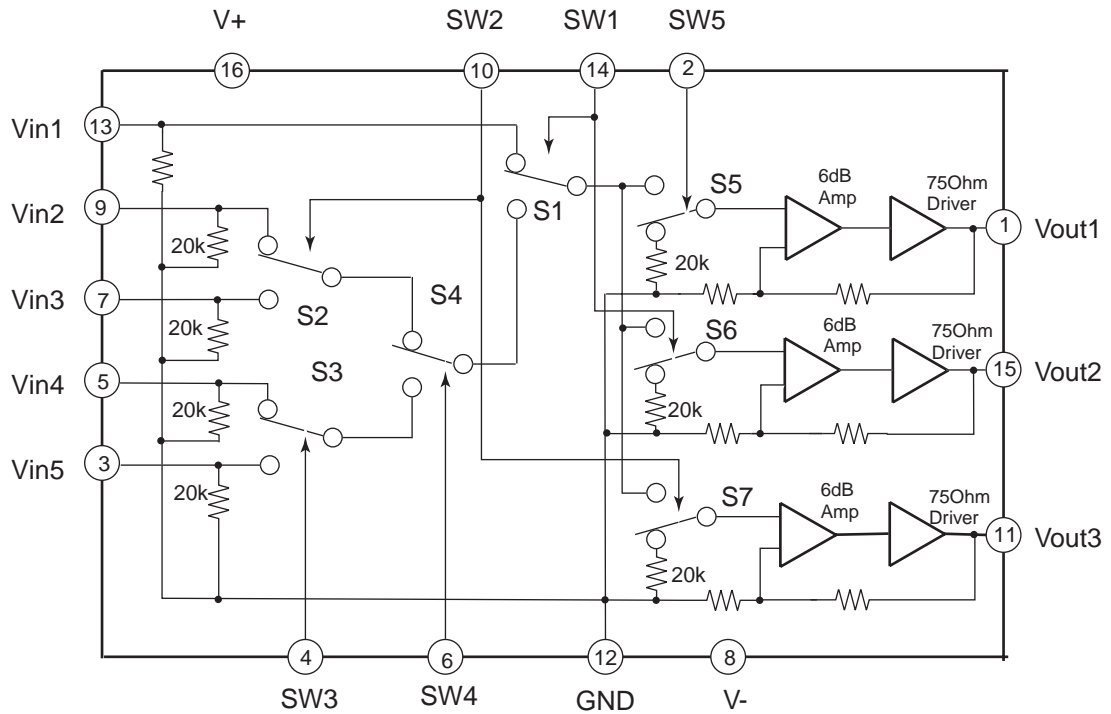 V+ SW2 SW1 SW5
16 10 14 2
Vin1 13
Vin2 9
20k
Vin3 7
20k
Vin4 5
20k
Vin5 3
20k
S1
S2
S4
S3
S5
6dB
Amp
75Ohm
Driver
1 Vout1
20k
S6
6dB
Amp
75Ohm
Driver
15 Vout2
20k
S7
6dB
Amp
75Ohm
Driver
11 Vout3
20k
4 6 12 8
SW3 SW4 GND V-